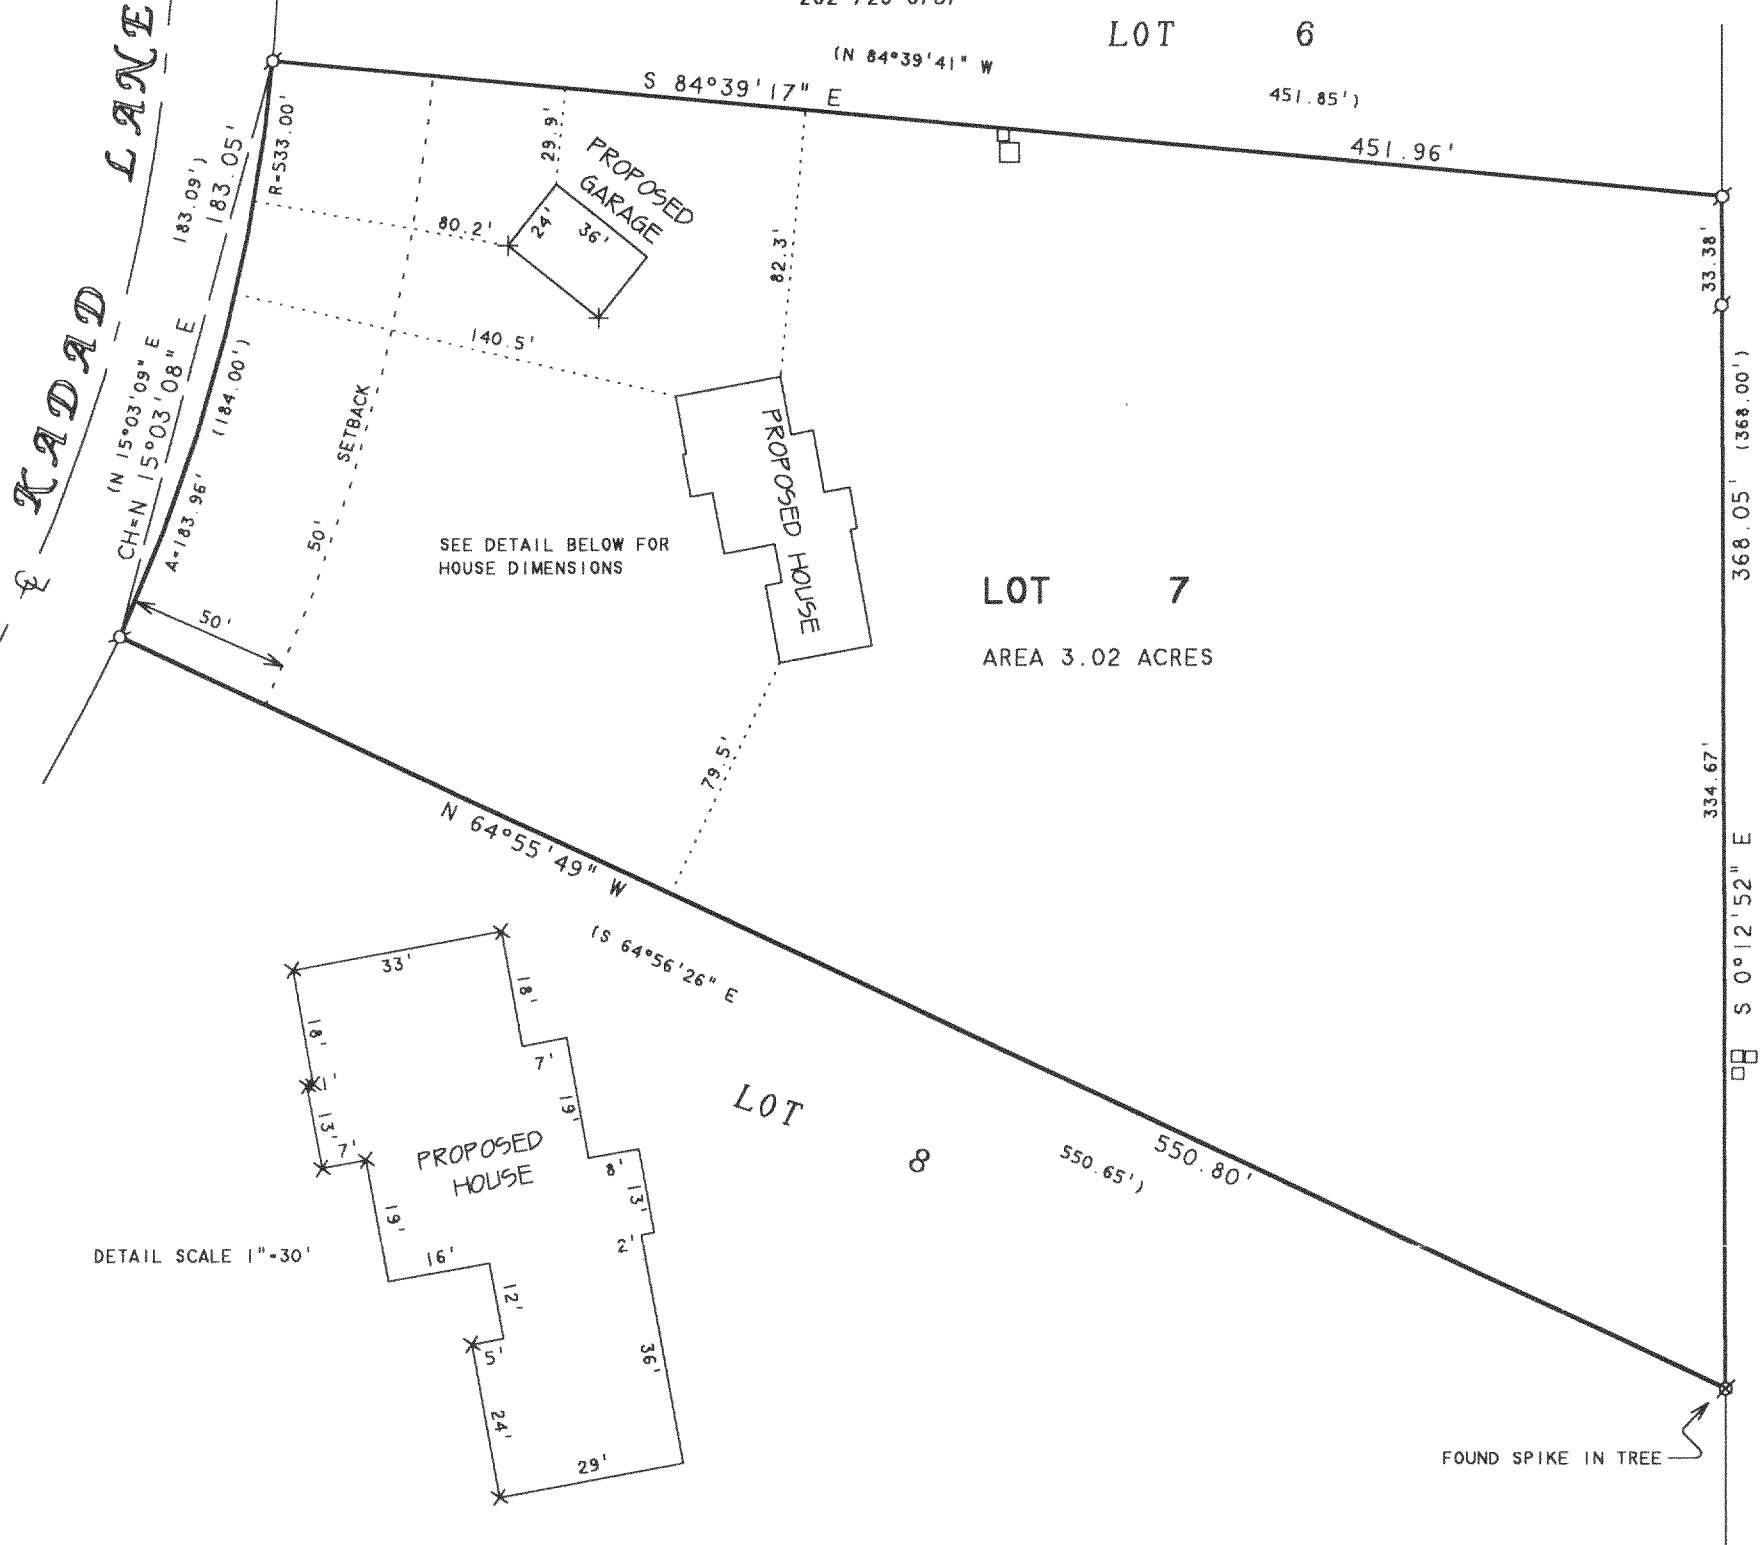 LOT 6
(N 84°39'41" W
451.85')
S 84°39'17" E
451.96'
KADAD LANE
183.09')
183.05'
R=533.00'
(N 15°03'09" E
CH=N 15°03'08" E
(184.00')
A=183.96'
29.9'
PROPOSED
GARAGE
24'
36'
80.2'
82.3'
140.5'
SETBACK
50'
50'
SEE DETAIL BELOW FOR
HOUSE DIMENSIONS
PROPOSED HOUSE
LOT 7
AREA 3.02 ACRES
33.38'
(368.00')
368.05'
334.67'
S 0°12'52" E
79.5'
N 64°55'49" W
(S 64°56'26" E
550.65')
550.80'
LOT 8
33'
18'
18'
7'
1'
13'
7'
19'
PROPOSED
HOUSE
8'
13'
19'
2'
16'
12'
5'
36'
24'
29'
DETAIL SCALE 1"=30'
FOUND SPIKE IN TREE